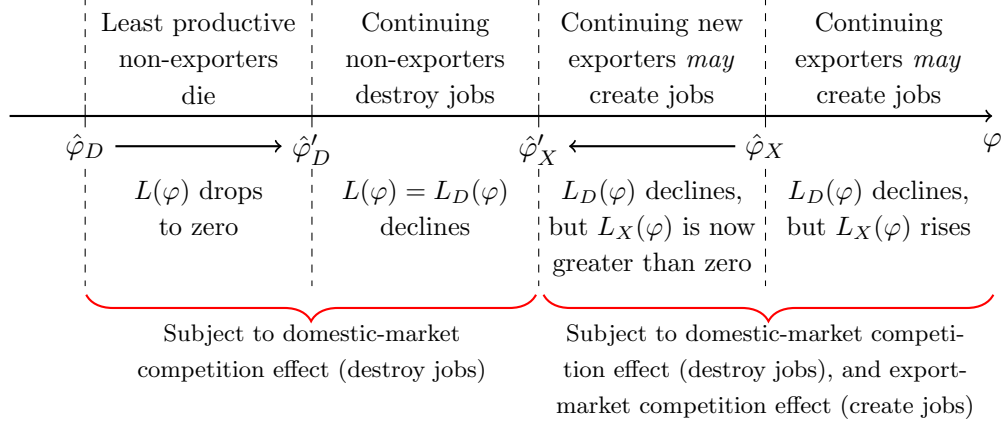 Least productive
non-exporters
die
Continuing
non-exporters
destroy jobs
Continuing new
exporters may
create jobs
Continuing
exporters may
create jobs
φ̂_D
φ̂′_D
φ̂′_X
φ̂_X
φ
L(φ) drops
to zero
L(φ) = L_D(φ)
declines
L_D(φ) declines,
but L_X(φ) is now
greater than zero
L_D(φ) declines,
but L_X(φ) rises
Subject to domestic-market
competition effect (destroy jobs)
Subject to domestic-market competi-
tion effect (destroy jobs), and export-
market competition effect (create jobs)